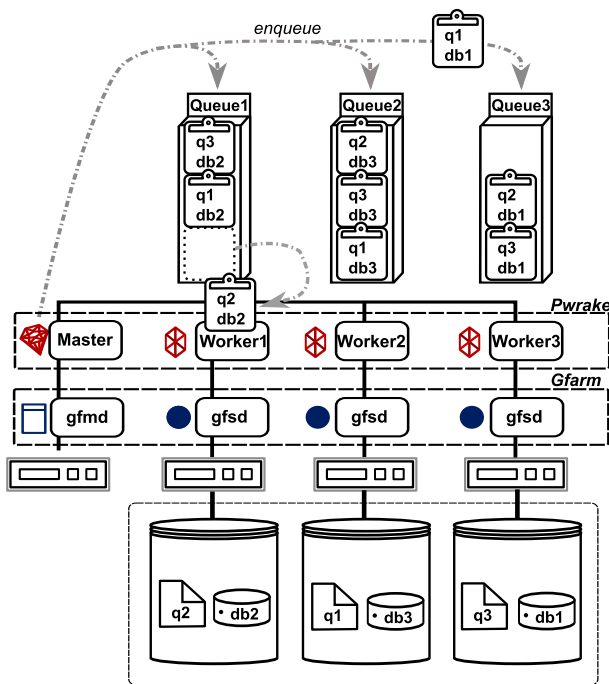 enqueue
q1
db1
Queue1
Queue2
Queue3
q3
db2
q1
db2
q2
db2
q2
db3
q3
db3
q1
db3
q2
db1
q3
db1
Pwrake
Master
Worker1
Worker2
Worker3
Gfarm
gfmd
gfsd
gfsd
gfsd
q2
db2
q1
db3
q3
db1